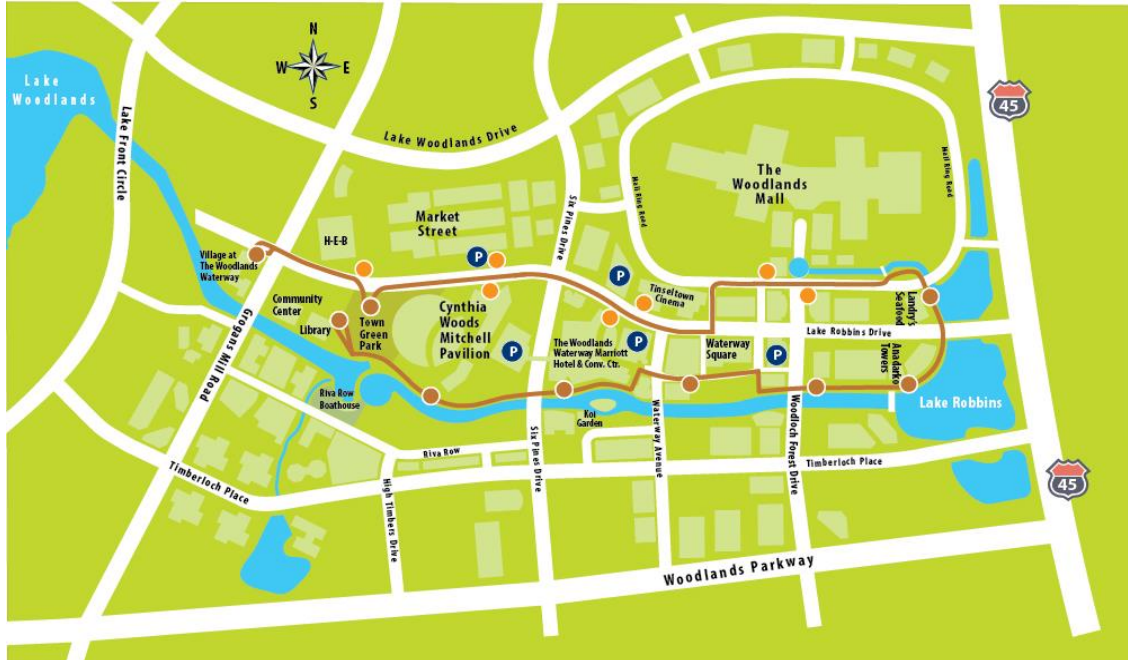 N
W
E
S
45
Lake
Woodlands
Lake Front Circle
Lake Woodlands Drive
The
Woodlands
Mall
Mall Ring Road
Mall Ring Road
Six Pines Drive
Market
Street
H-E-B
P
P
Village at
The Woodlands
Waterway
Tinseltown
Cinema
Landry's
Seafood
Community
Center
Library
Town
Green
Park
Cynthia
Woods
Mitchell
Pavilion
P
The Woodlands
Waterway Marriott
Hotel & Conv. Ctr.
P
Waterway
Square
P
Lake Robbins Drive
Anadarko
Towers
Grogans Mill Road
Riva Row
Boathouse
Koi
Garden
Lake Robbins
Waterway Avenue
Woodloch Forest Drive
Riva Row
Six Pines Drive
Timberloch Place
Timberloch Place
High Timbers Drive
45
Woodlands Parkway